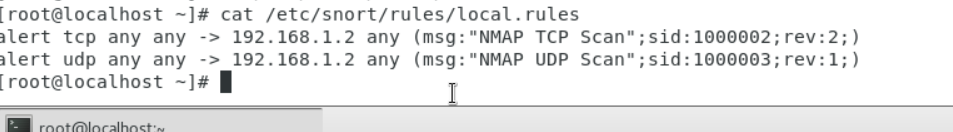 [root@localhost ~]# cat /etc/snort/rules/local.rules
alert tcp any any -> 192.168.1.2 any (msg:"NMAP TCP Scan";sid:1000002;rev:2;)
alert udp any any -> 192.168.1.2 any (msg:"NMAP UDP Scan";sid:1000003;rev:1;)
[root@localhost ~]#
root@localhost:~